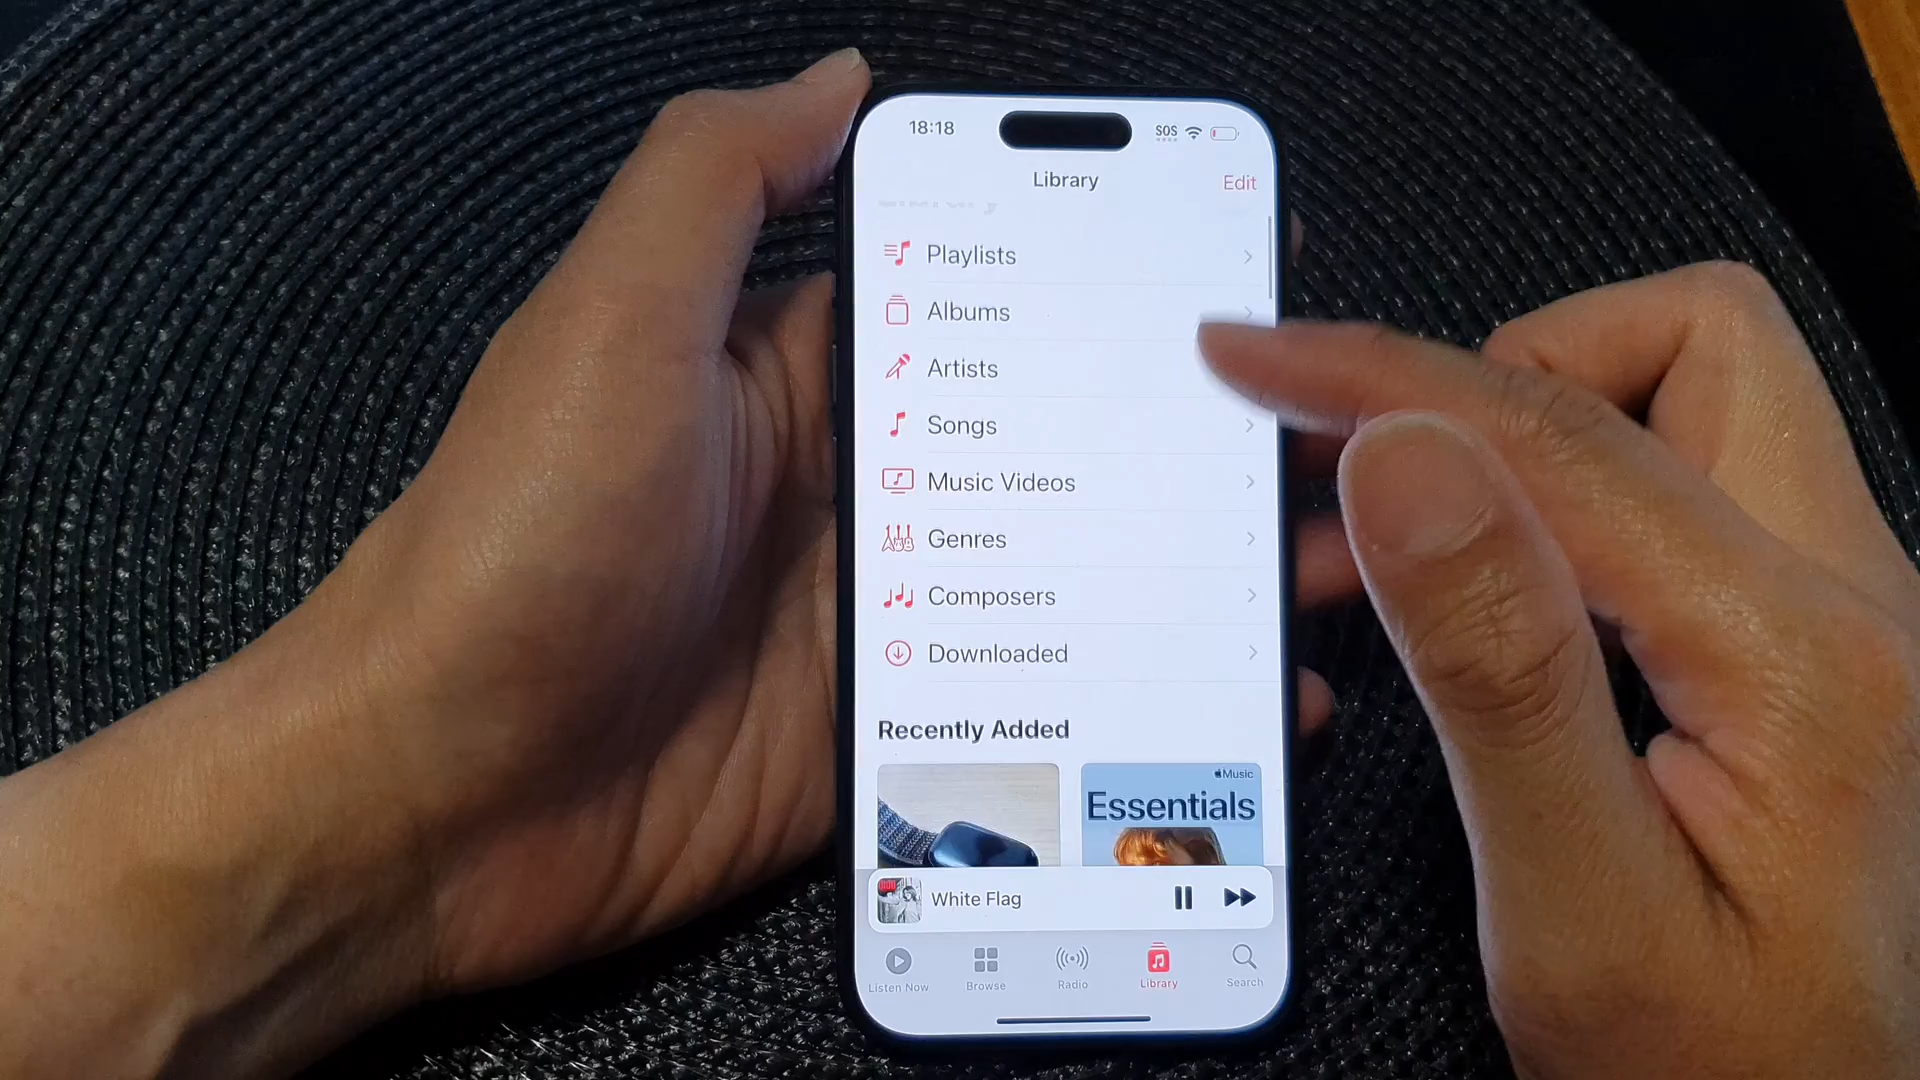 18:18
SOS
Library
Edit
Playlists
Albums
Artists
Songs
Music Videos
Genres
Composers
Downloaded
Recently Added
Music
Essentials
White Flag
Listen Now
Browse
Radio
Library
Search